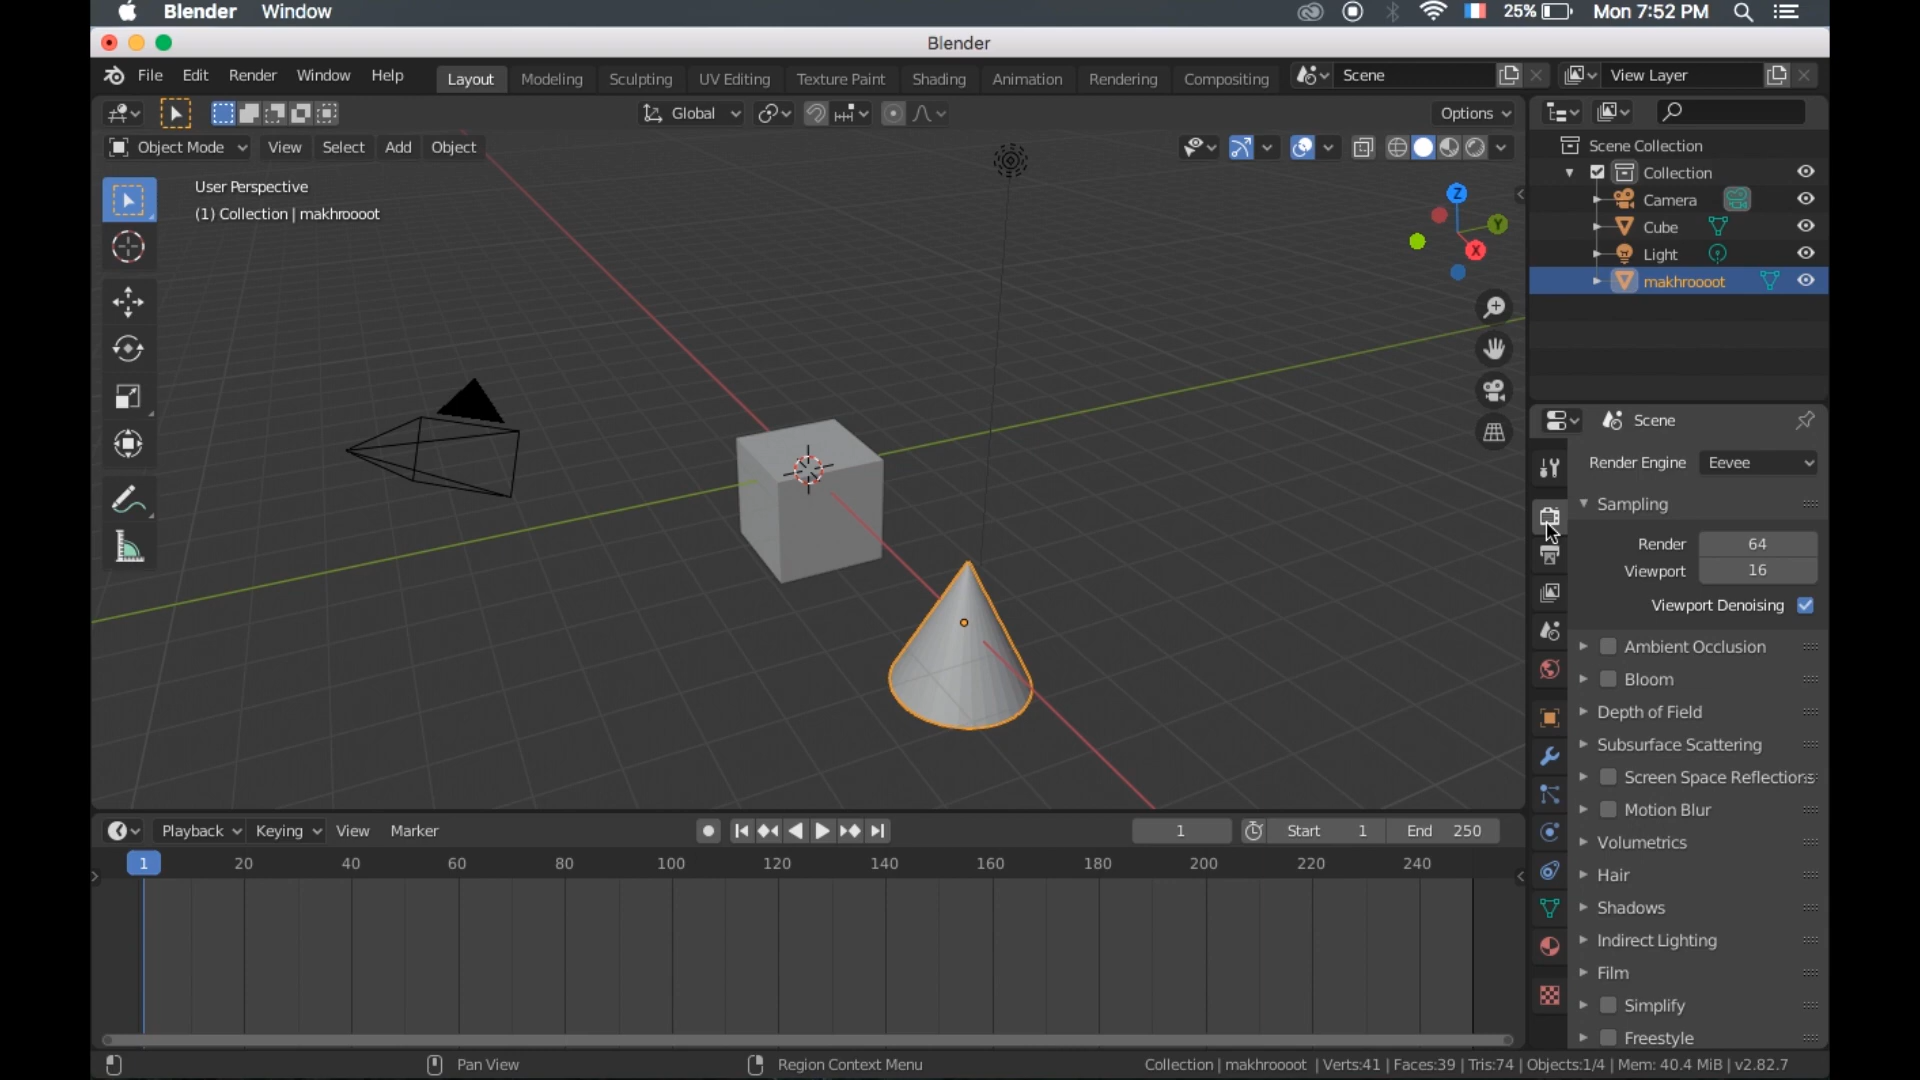 Blender Window 25% Mon 7:52 PM
Blender
File Edit Render Window Help Layout Modeling Sculpting UV Editing Texture Paint Shading Animation Rendering Compositing Scene View Layer
Global Options
Object Mode View Select Add Object
User Perspective
(1) Collection | makhroooot
Z
Y
X
Scene Collection
Collection
Camera
Cube
Light
makhroooot
Scene
Render Engine Eevee
Sampling
Render 64
Viewport 16
Viewport Denoising
Ambient Occlusion
Bloom
Depth of Field
Subsurface Scattering
Screen Space Reflections
Motion Blur
Volumetrics
Hair
Shadows
Indirect Lighting
Film
Simplify
Freestyle
Playback Keying View Marker 1 Start 1 End 250
1 20 40 60 80 100 120 140 160 180 200 220 240
Pan View Region Context Menu Collection | makhroooot | Verts:41 | Faces:39 | Tris:74 | Objects:1/4 | Mem: 40.4 MiB | v2.82.7